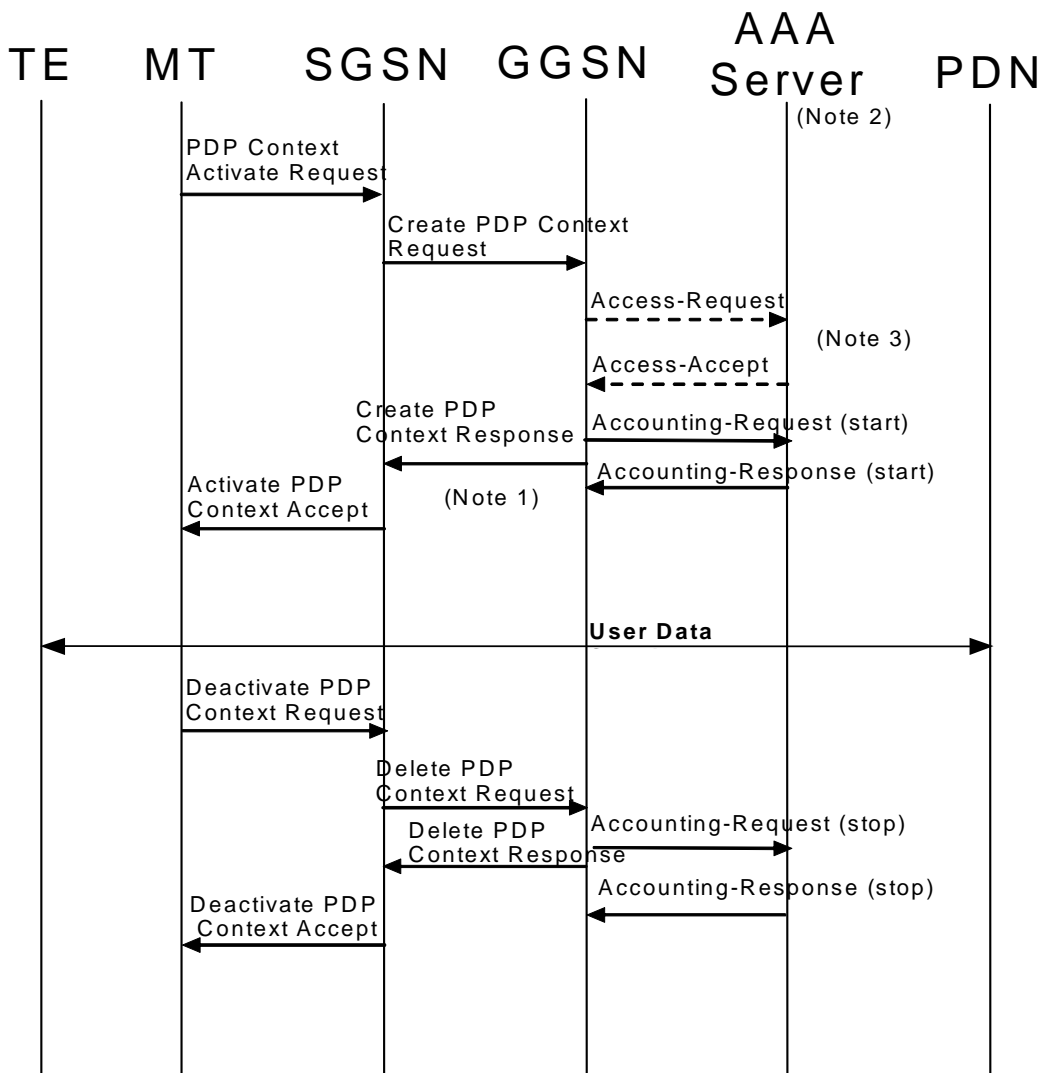 TE
MT
SGSN
GGSN
AAA
Server
PDN
(Note 2)
PDP Context
Activate Request
Create PDP Context
Request
Access-Request
(Note 3)
Access-Accept
Create PDP
Context Response
Accounting-Request (start)
Accounting-Response (start)
Activate PDP
Context Accept
(Note 1)
User Data
Deactivate PDP
Context Request
Delete PDP
Context Request
Accounting-Request (stop)
Delete PDP
Context Response
Accounting-Response (stop)
Deactivate PDP
Context Accept